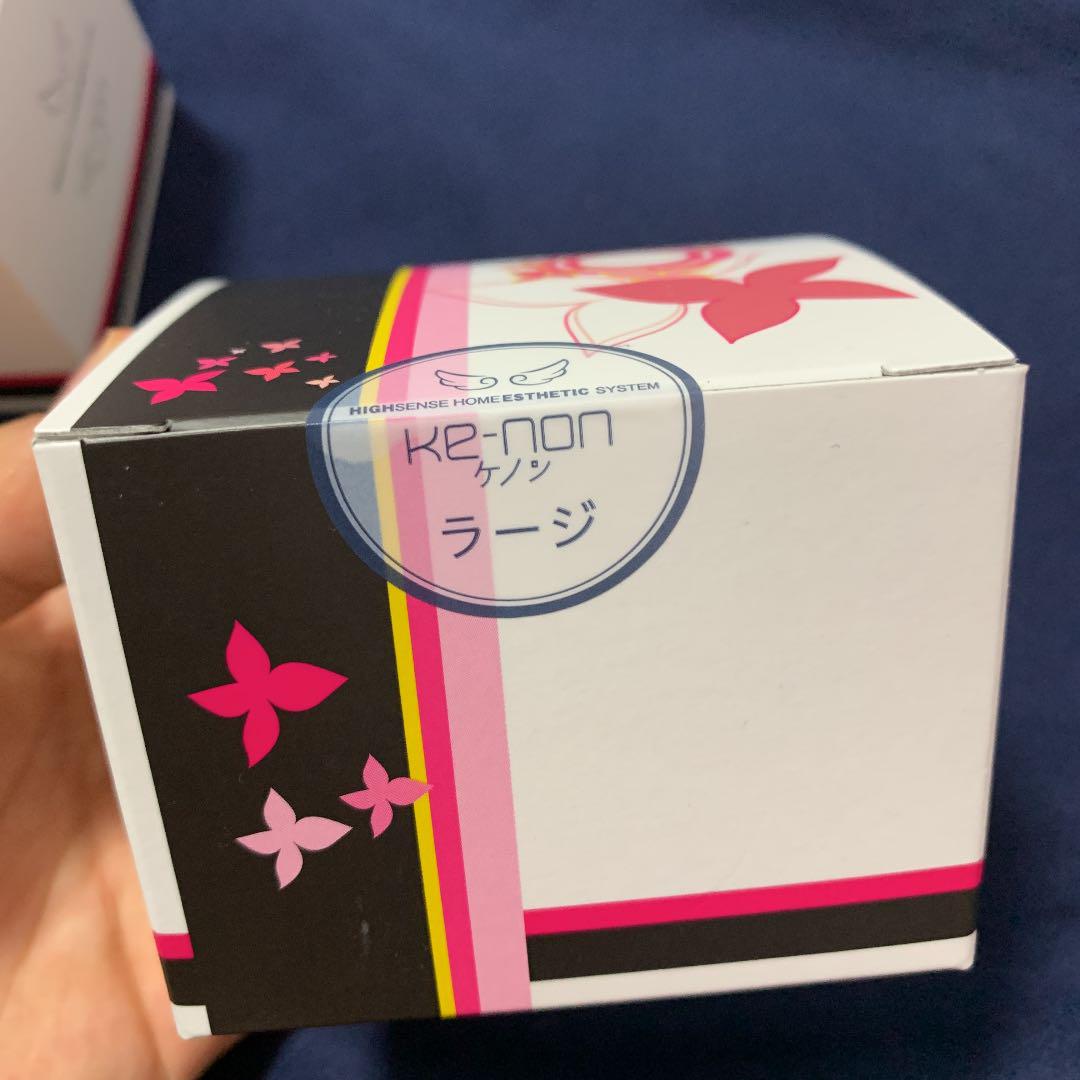 HIGHSENSE HOME ESTHETIC SYSTEM
ke-non
ケノン
ラージ